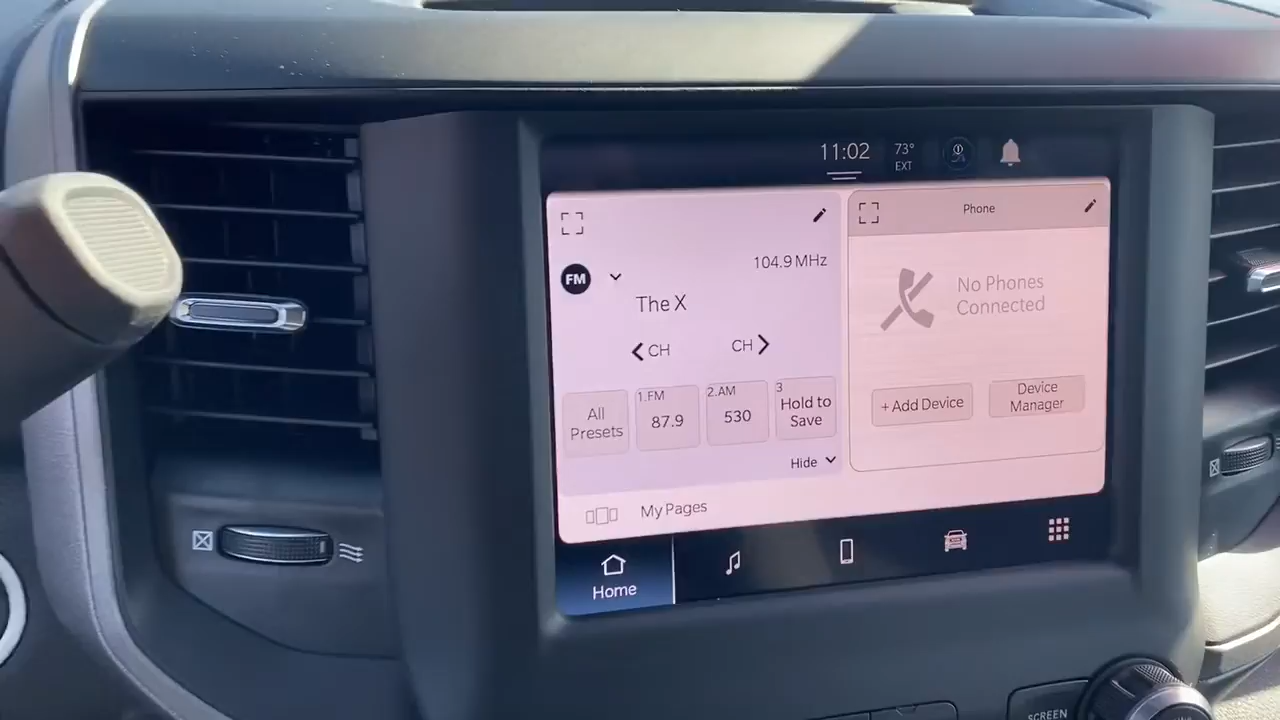 11:02
73°
EXT
104.9 MHz
FM
The X
CH
CH
All
Presets
1.FM
87.9
2.AM
530
3
Hold to
Save
Hide
My Pages
Phone
No Phones
Connected
+ Add Device
Device
Manager
Home
SCREEN